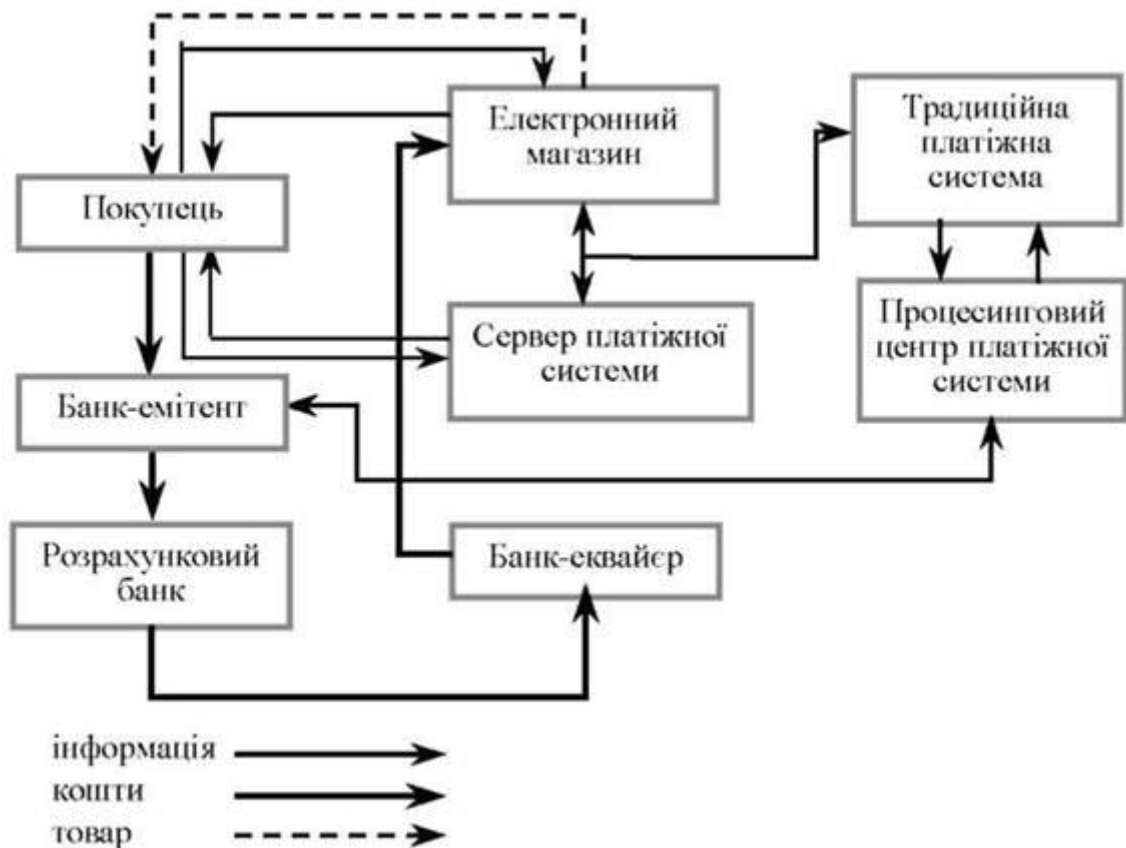 Електронний
магазин
Традиційна
платіжна
система
Покупець
Сервер платіжної
системи
Процесинговий
центр платіжної
системи
Банк-емітент
Розрахунковий
банк
Банк-еквайєр
інформація
кошти
товар